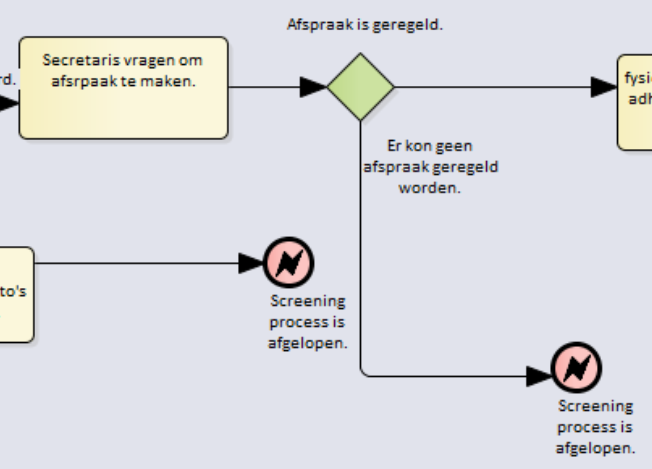 Afspraak is geregeld.
Secretaris vragen om
afsrpaak te maken.
rd.
fysi
adh
Er kon geen
afspraak geregeld
worden.
to's
Screening
process is
afgelopen.
Screening
process is
afgelopen.